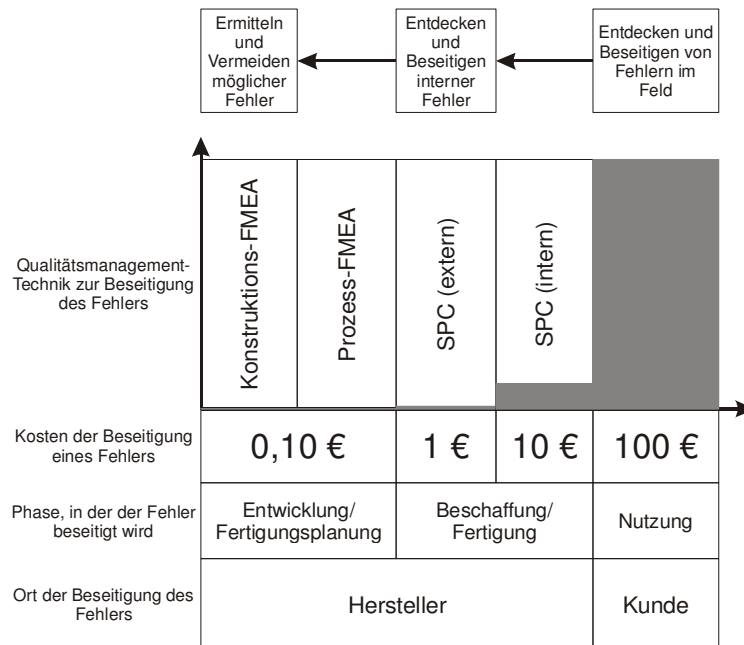 Ermitteln
und
Vermeiden
möglicher
Fehler
Entdecken
und
Beseitigen
interner
Fehler
Entdecken und
Beseitigen von
Fehlern im
Feld
Qualitätsmanagement-
Technik zur Beseitigung
des Fehlers
Konstruktions-FMEA
Prozess-FMEA
SPC (extern)
SPC (intern)
Kosten der Beseitigung
eines Fehlers
0,10 €
1 €
10 €
100 €
Phase, in der der Fehler
beseitigt wird
Entwicklung/
Fertigungsplanung
Beschaffung/
Fertigung
Nutzung
Ort der Beseitigung des
Fehlers
Hersteller
Kunde